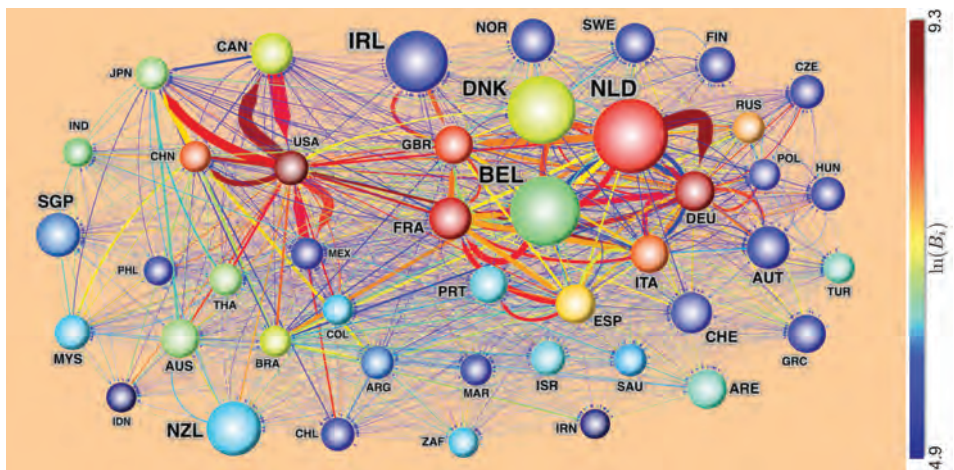 IRL
NOR
SWE
FIN
CAN
JPN
DNK
NLD
CZE
RUS
IND
CHN
USA
GBR
POL
HUN
BEL
SGP
FRA
DEU
PHL
MEX
ITA
AUT
TUR
THA
PRT
ESP
CHE
MYS
AUS
BRA
COL
GRC
ARG
MAR
ISR
SAU
ARE
IDN
NZL
CHL
ZAF
IRN
9.3
ln(Bᵢ)
4.9